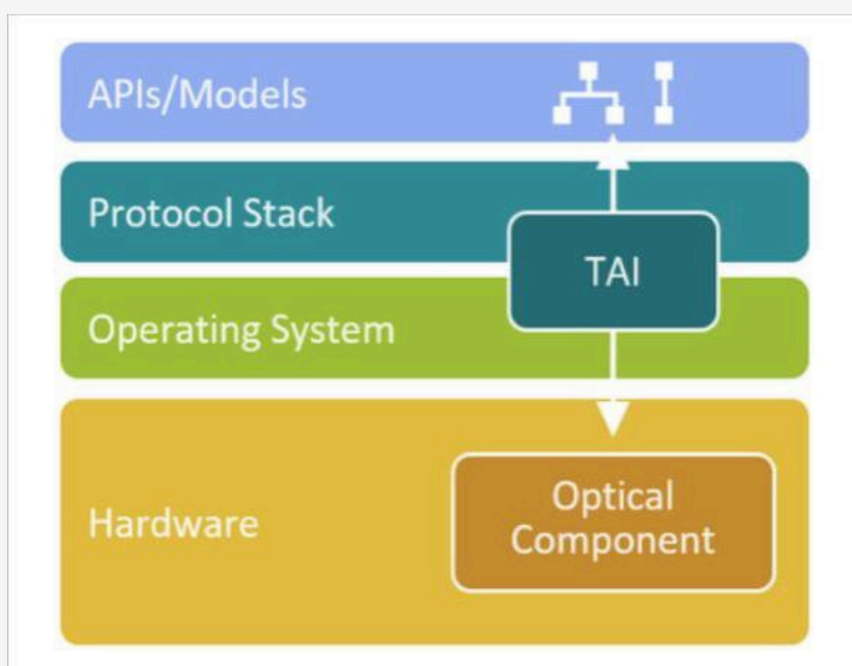 APIs/Models
Protocol Stack
TAI
Operating System
Hardware
Optical
Component